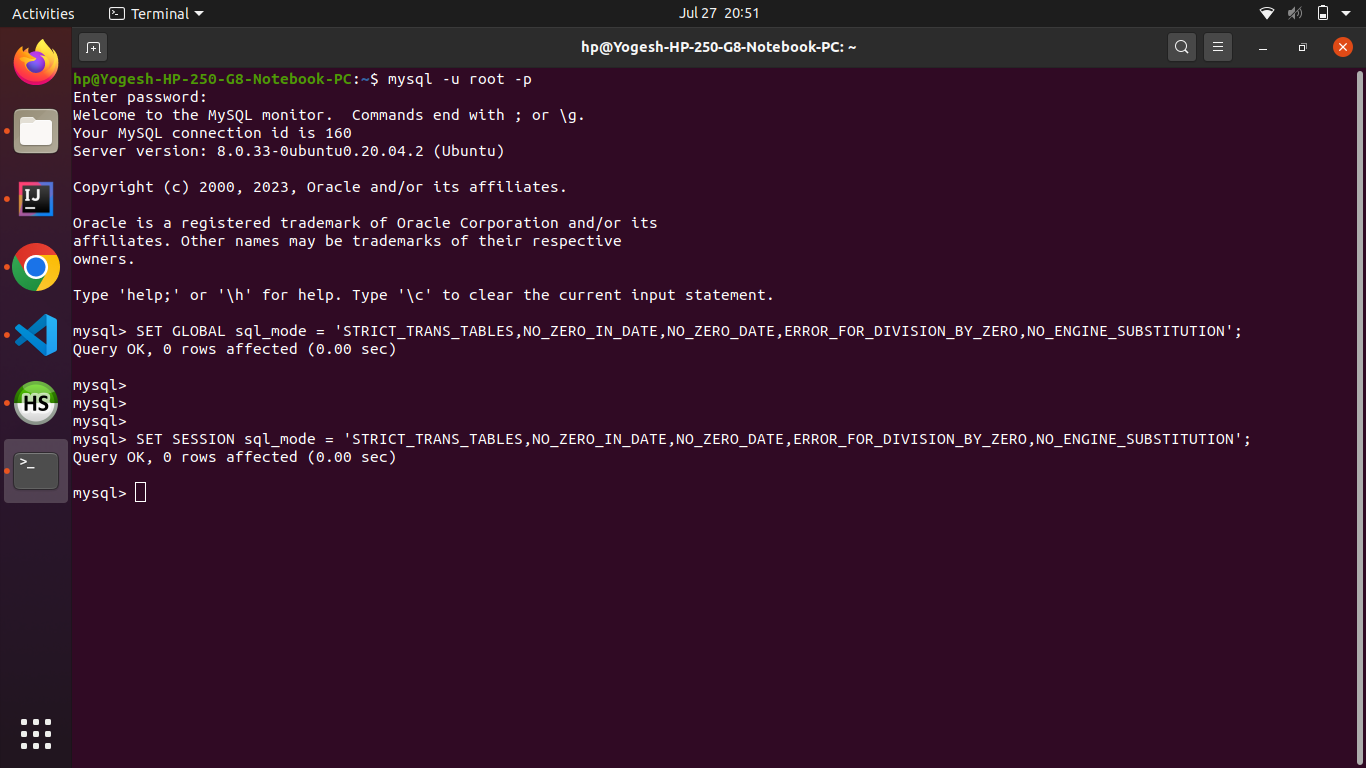 Activities
Terminal
Jul 27 20:51
hp@Yogesh-HP-250-G8-Notebook-PC: ~
hp@Yogesh-HP-250-G8-Notebook-PC:~$ mysql -u root -p
Enter password:
Welcome to the MySQL monitor.  Commands end with ; or \g.
Your MySQL connection id is 160
Server version: 8.0.33-0ubuntu0.20.04.2 (Ubuntu)
Copyright (c) 2000, 2023, Oracle and/or its affiliates.
Oracle is a registered trademark of Oracle Corporation and/or its
affiliates. Other names may be trademarks of their respective
owners.
Type 'help;' or '\h' for help. Type '\c' to clear the current input statement.
mysql> SET GLOBAL sql_mode = 'STRICT_TRANS_TABLES,NO_ZERO_IN_DATE,NO_ZERO_DATE,ERROR_FOR_DIVISION_BY_ZERO,NO_ENGINE_SUBSTITUTION';
Query OK, 0 rows affected (0.00 sec)
mysql>
mysql>
mysql>
mysql> SET SESSION sql_mode = 'STRICT_TRANS_TABLES,NO_ZERO_IN_DATE,NO_ZERO_DATE,ERROR_FOR_DIVISION_BY_ZERO,NO_ENGINE_SUBSTITUTION';
Query OK, 0 rows affected (0.00 sec)
mysql>
IJ
HS
>_